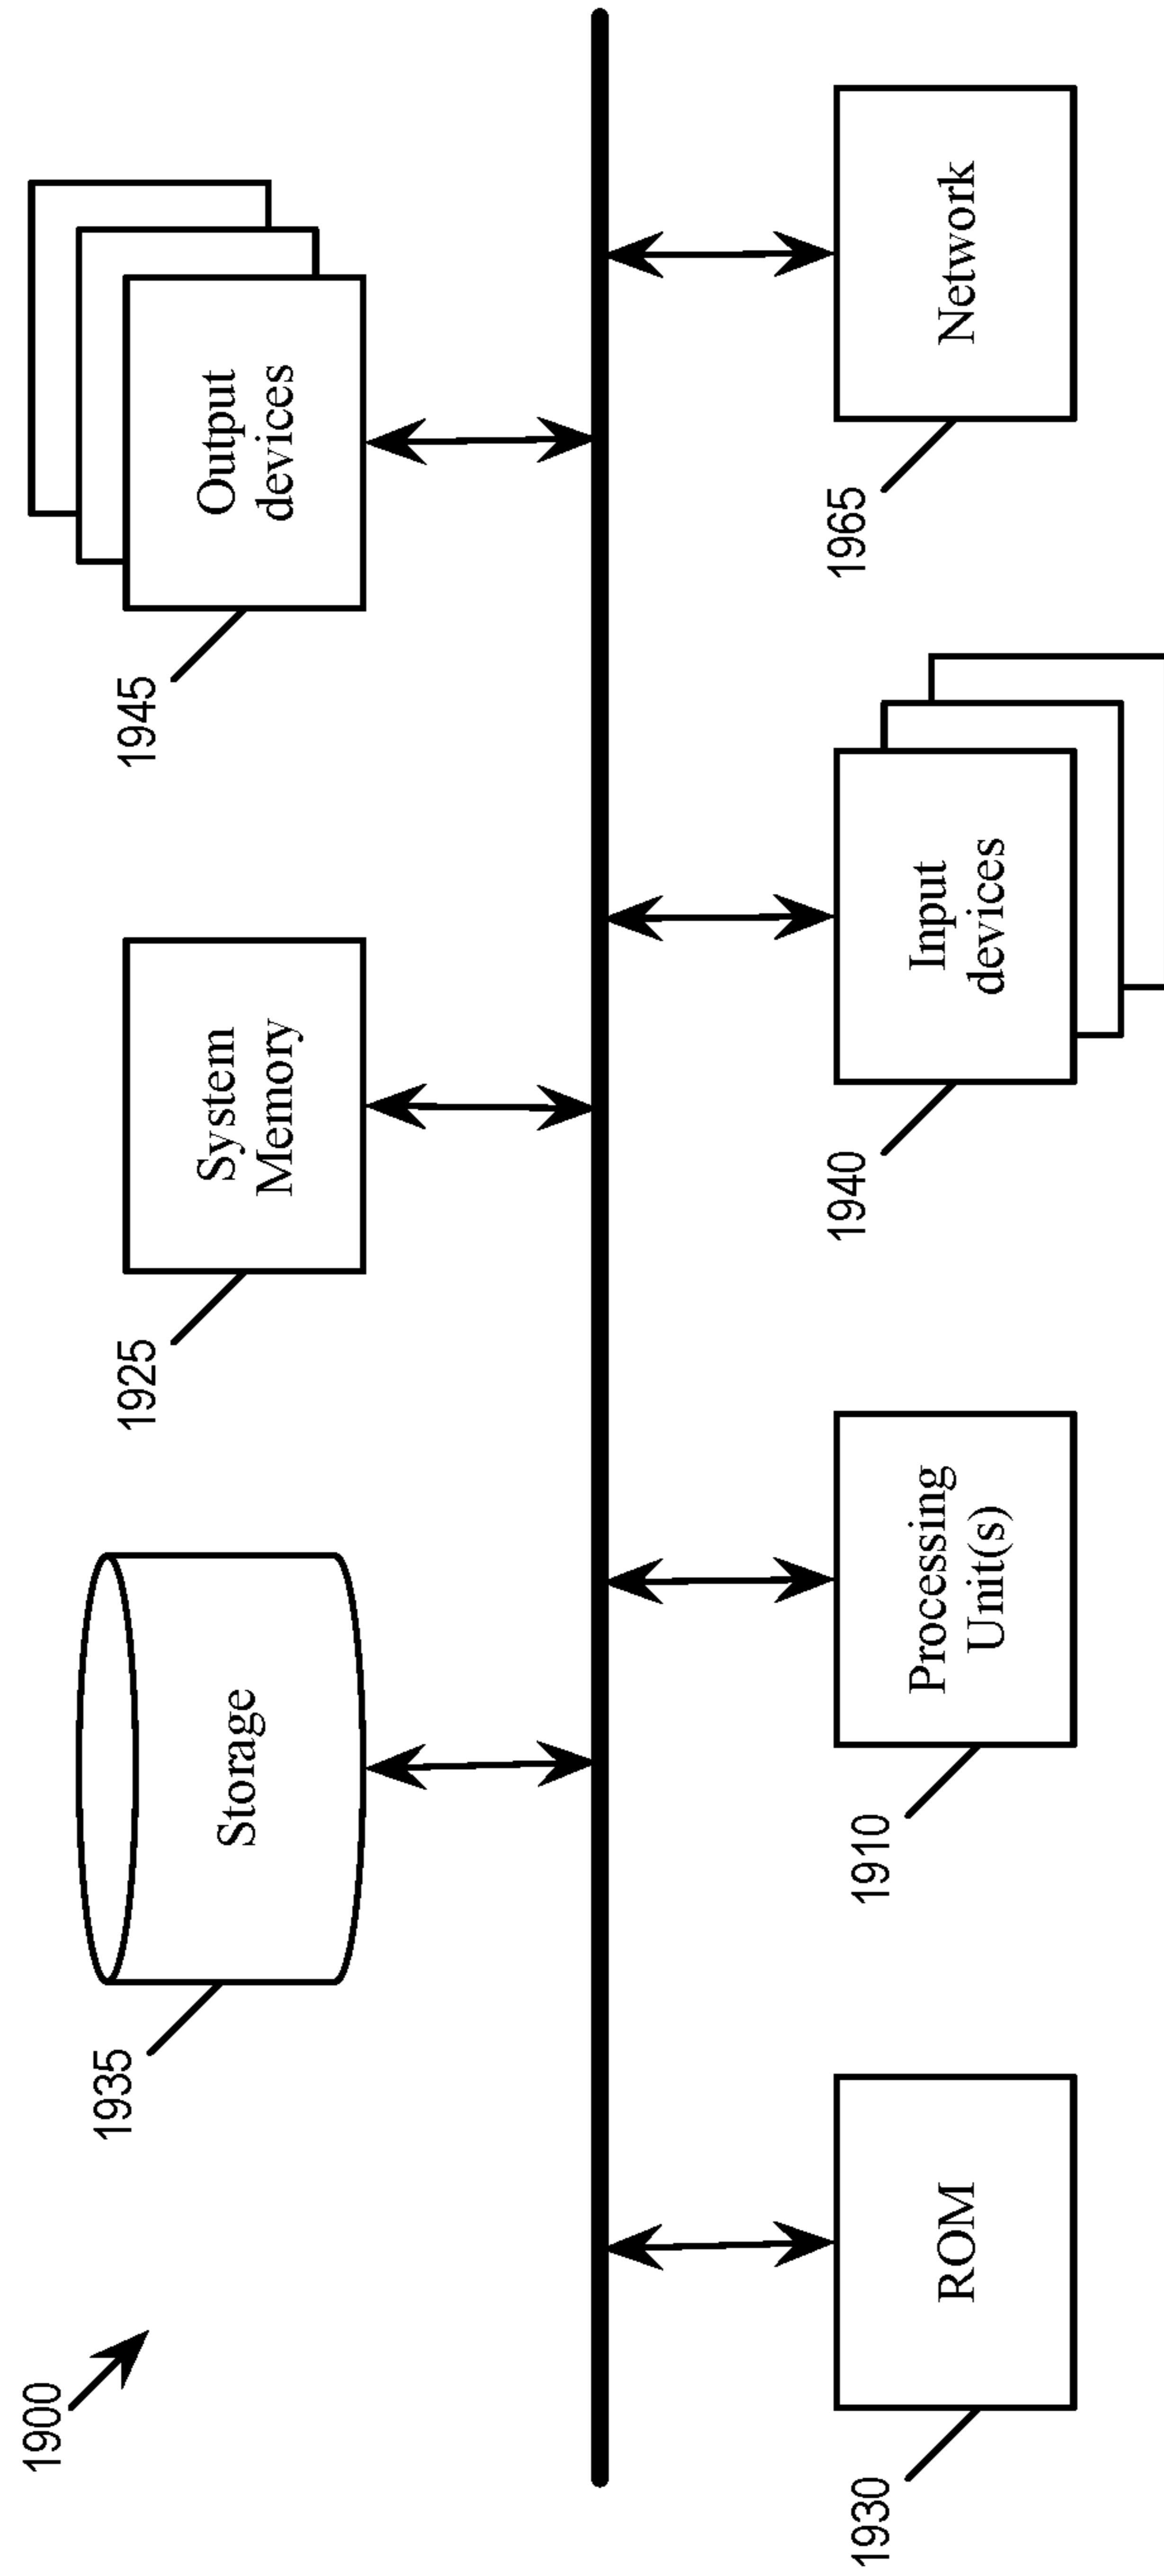 1900
1935
Storage
1925
System
Memory
1945
Output
devices
1930
ROM
1910
Processing
Unit(s)
1940
Input
devices
1965
Network